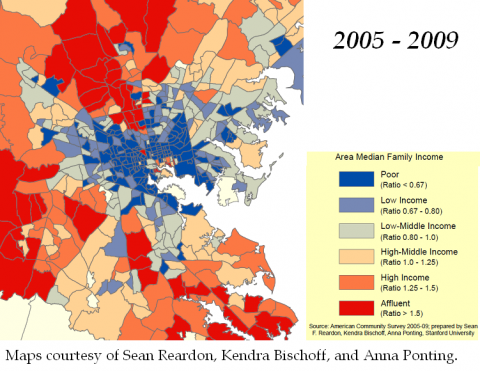 2005 - 2009
Area Median Family Income
Poor
(Ratio < 0.67)
Low Income
(Ratio 0.67 - 0.80)
Low-Middle Income
(Ratio 0.80 - 1.0)
High-Middle Income
(Ratio 1.0 - 1.25)
High Income
(Ratio 1.25 - 1.5)
Affluent
(Ratio > 1.5)
Source: American Community Survey 2005-09; prepared by Sean
F. Reardon, Kendra Bischoff, Anna Ponting, Stanford University
Maps courtesy of Sean Reardon, Kendra Bischoff, and Anna Ponting.